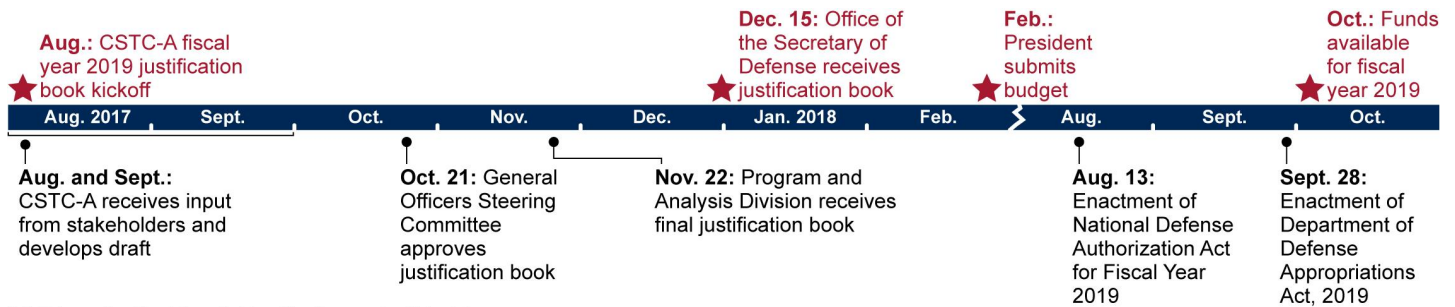 Aug.: CSTC-A fiscal
year 2019 justification
book kickoff
Dec. 15: Office of
the Secretary of
Defense receives
justification book
Feb.:
President
submits
budget
Oct.: Funds
available
for fiscal
year 2019
Aug. 2017
Sept.
Oct.
Nov.
Dec.
Jan. 2018
Feb.
Aug.
Sept.
Oct.
Aug. and Sept.:
CSTC-A receives input
from stakeholders and
develops draft
Oct. 21: General
Officers Steering
Committee
approves
justification book
Nov. 22: Program and
Analysis Division receives
final justification book
Aug. 13:
Enactment of
National Defense
Authorization Act
for Fiscal Year
2019
Sept. 28:
Enactment of
Department of
Defense
Appropriations
Act, 2019